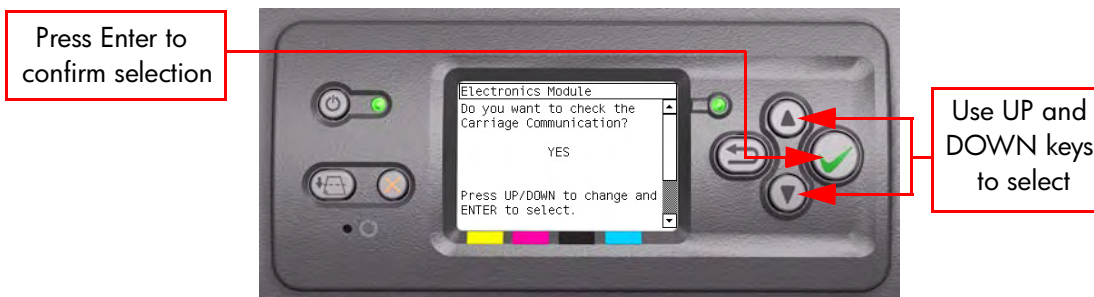 Press Enter to
confirm selection
Electronics Module
Do you want to check the
Carriage Communication?
YES
Press UP/DOWN to change and
ENTER to select.
Use UP and
DOWN keys
to select